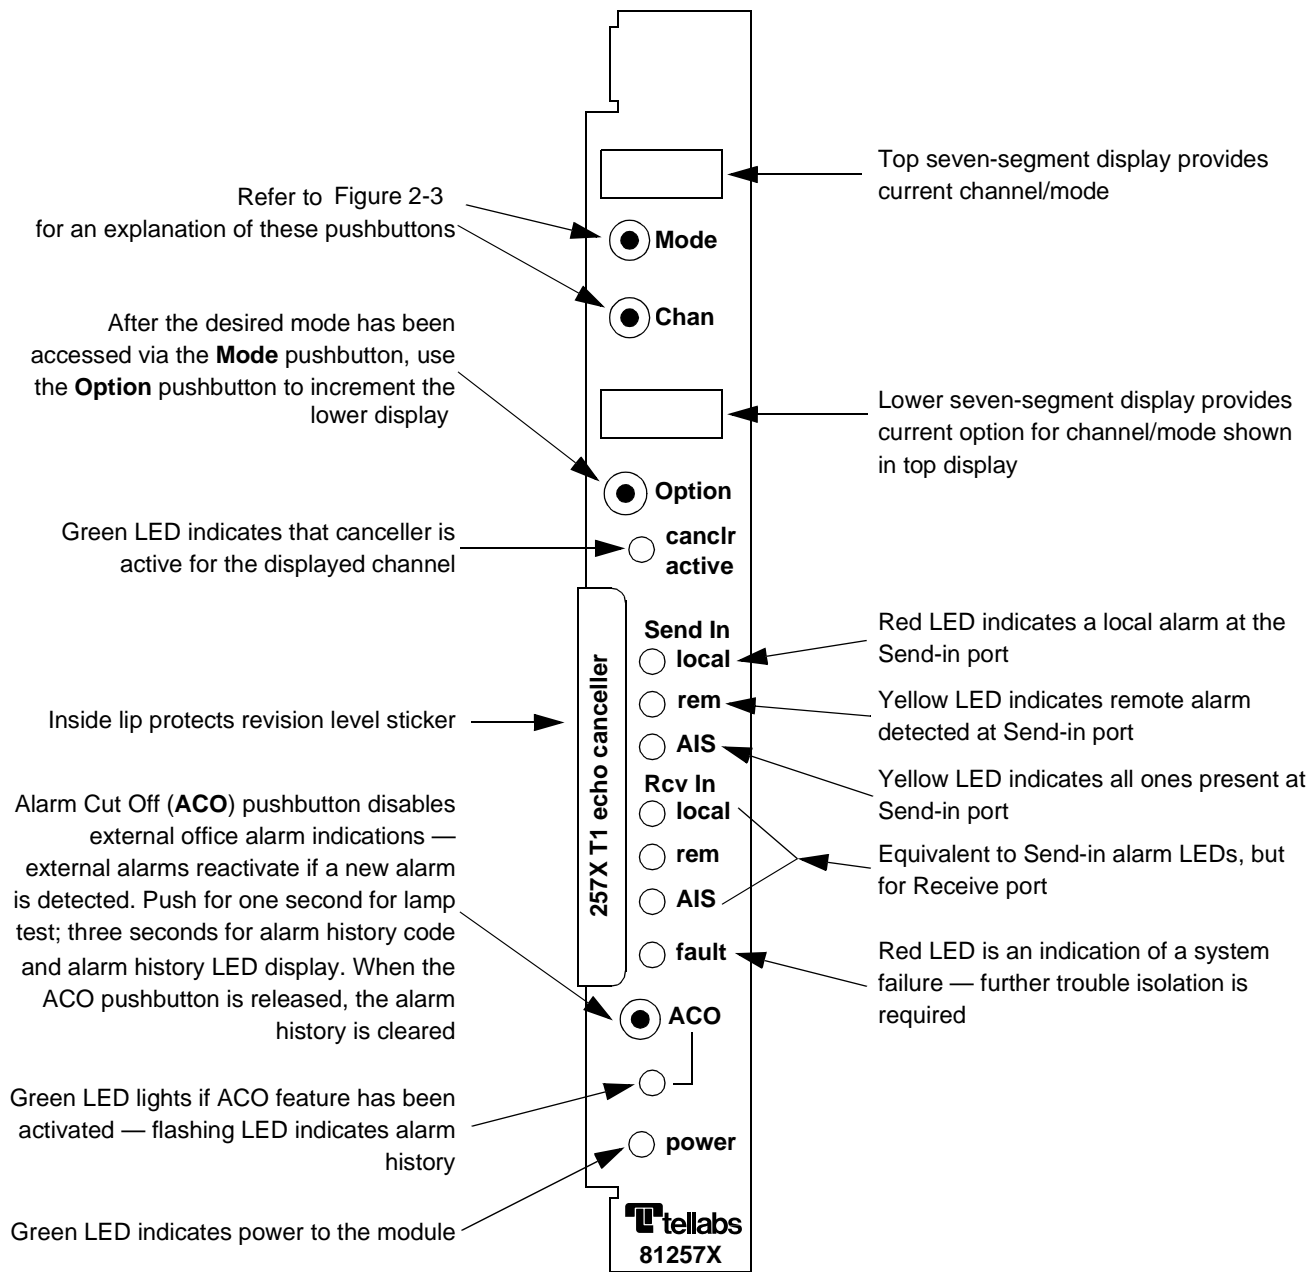 Top seven-segment display provides
current channel/mode
Refer to Figure 2-3
for an explanation of these pushbuttons
Mode
Chan
After the desired mode has been
accessed via the Mode pushbutton, use
the Option pushbutton to increment the
lower display
Lower seven-segment display provides
current option for channel/mode shown
in top display
Option
Green LED indicates that canceller is
active for the displayed channel
canclr
active
Send In
local
rem
AIS
Rcv In
local
rem
AIS
fault
257X T1 echo canceller
Red LED indicates a local alarm at the
Send-in port
Yellow LED indicates remote alarm
detected at Send-in port
Yellow LED indicates all ones present at
Send-in port
Equivalent to Send-in alarm LEDs, but
for Receive port
Red LED is an indication of a system
failure — further trouble isolation is
required
Inside lip protects revision level sticker
Alarm Cut Off (ACO) pushbutton disables
external office alarm indications —
external alarms reactivate if a new alarm
is detected. Push for one second for lamp
test; three seconds for alarm history code
and alarm history LED display. When the
ACO pushbutton is released, the alarm
history is cleared
ACO
Green LED lights if ACO feature has been
activated — flashing LED indicates alarm
history
power
Green LED indicates power to the module
tellabs
81257X